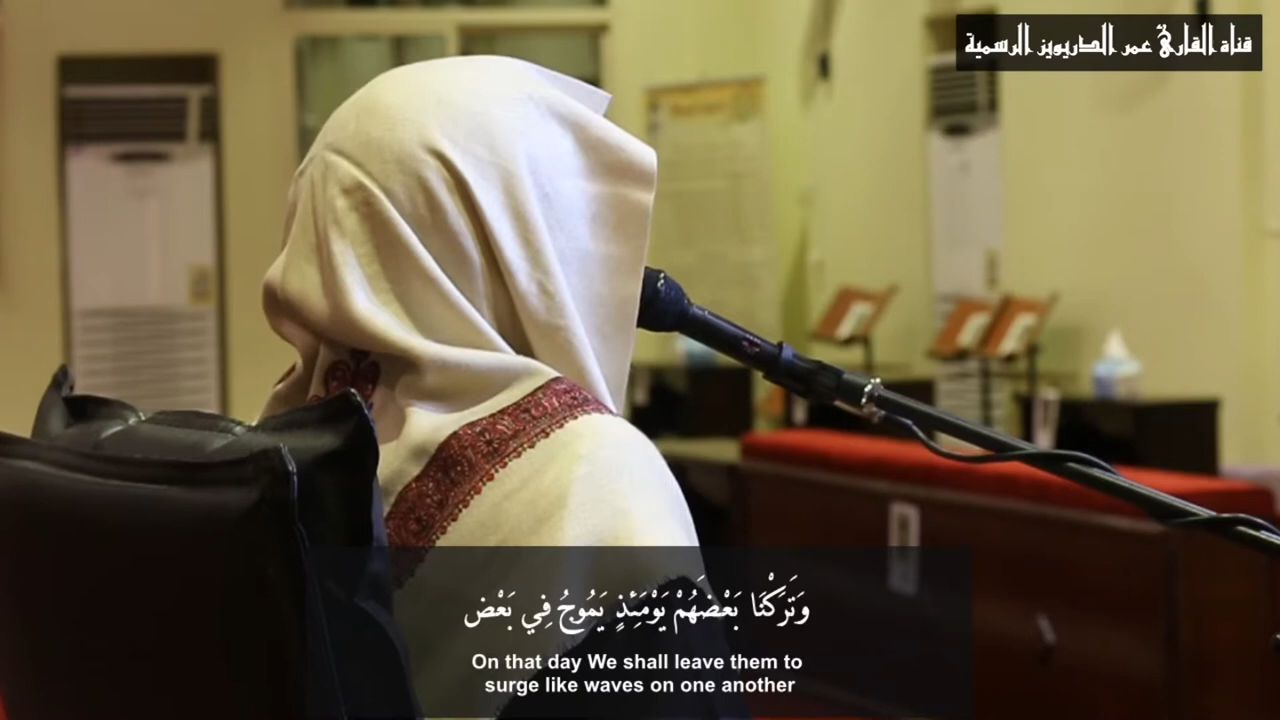 قناة القارئ عمر الدريويز الرسمية
وَتَرَكْنَا بَعْضَهُمْ يَوْمَئِذٍ يَمُوجُ فِي بَعْضٍ
On that day We shall leave them to
surge like waves on one another